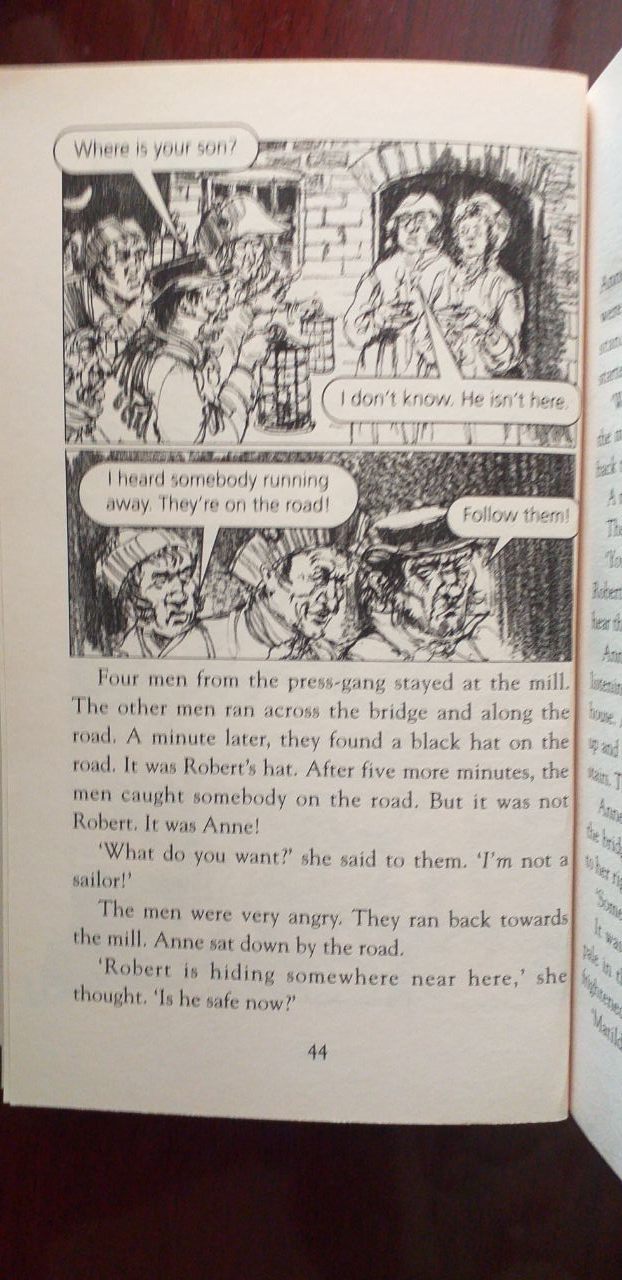 Where is your son?
I don't know. He isn't here.
I heard somebody running
away. They're on the road!
Follow them!
Four men from the press-gang stayed at the mill.
The other men ran across the bridge and along the
road. A minute later, they found a black hat on the
road. It was Robert's hat. After five more minutes, the
men caught somebody on the road. But it was not
Robert. It was Anne!
'What do you want?' she said to them. 'I'm not a
sailor!'
The men were very angry. They ran back towards
the mill. Anne sat down by the road.
'Robert is hiding somewhere near here,' she
thought. 'Is he safe now?'
44